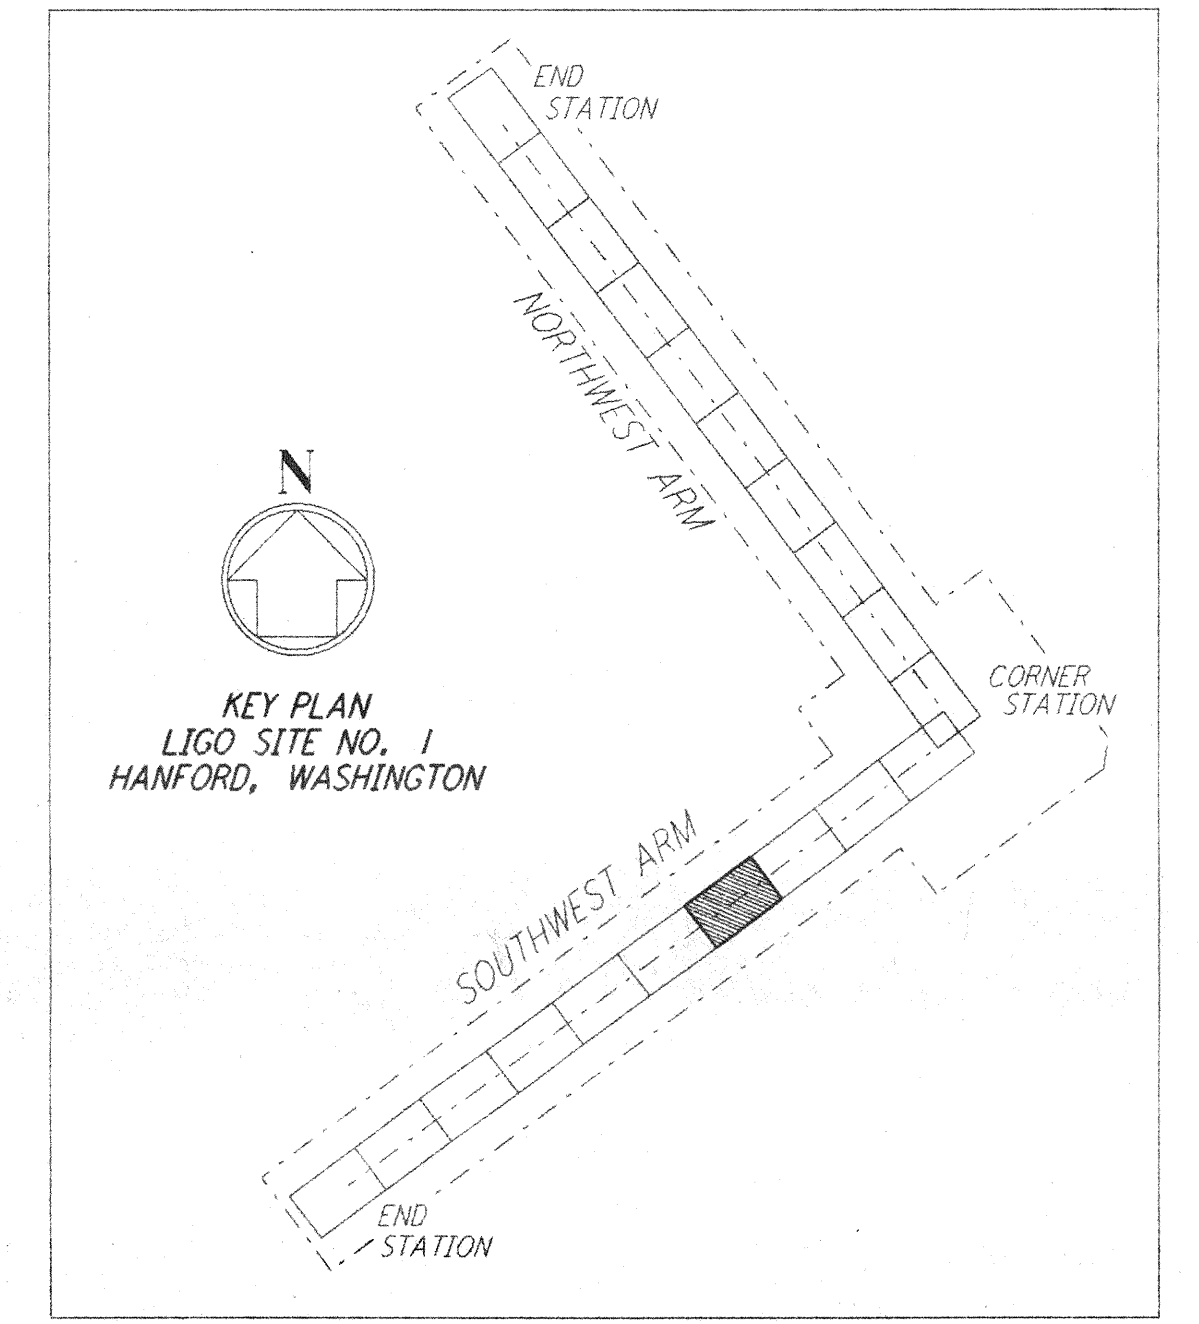 END
STATION
NORTHWEST ARM
N
KEY PLAN
LIGO SITE NO. 1
HANFORD, WASHINGTON
CORNER
STATION
SOUTHWEST ARM
END
STATION